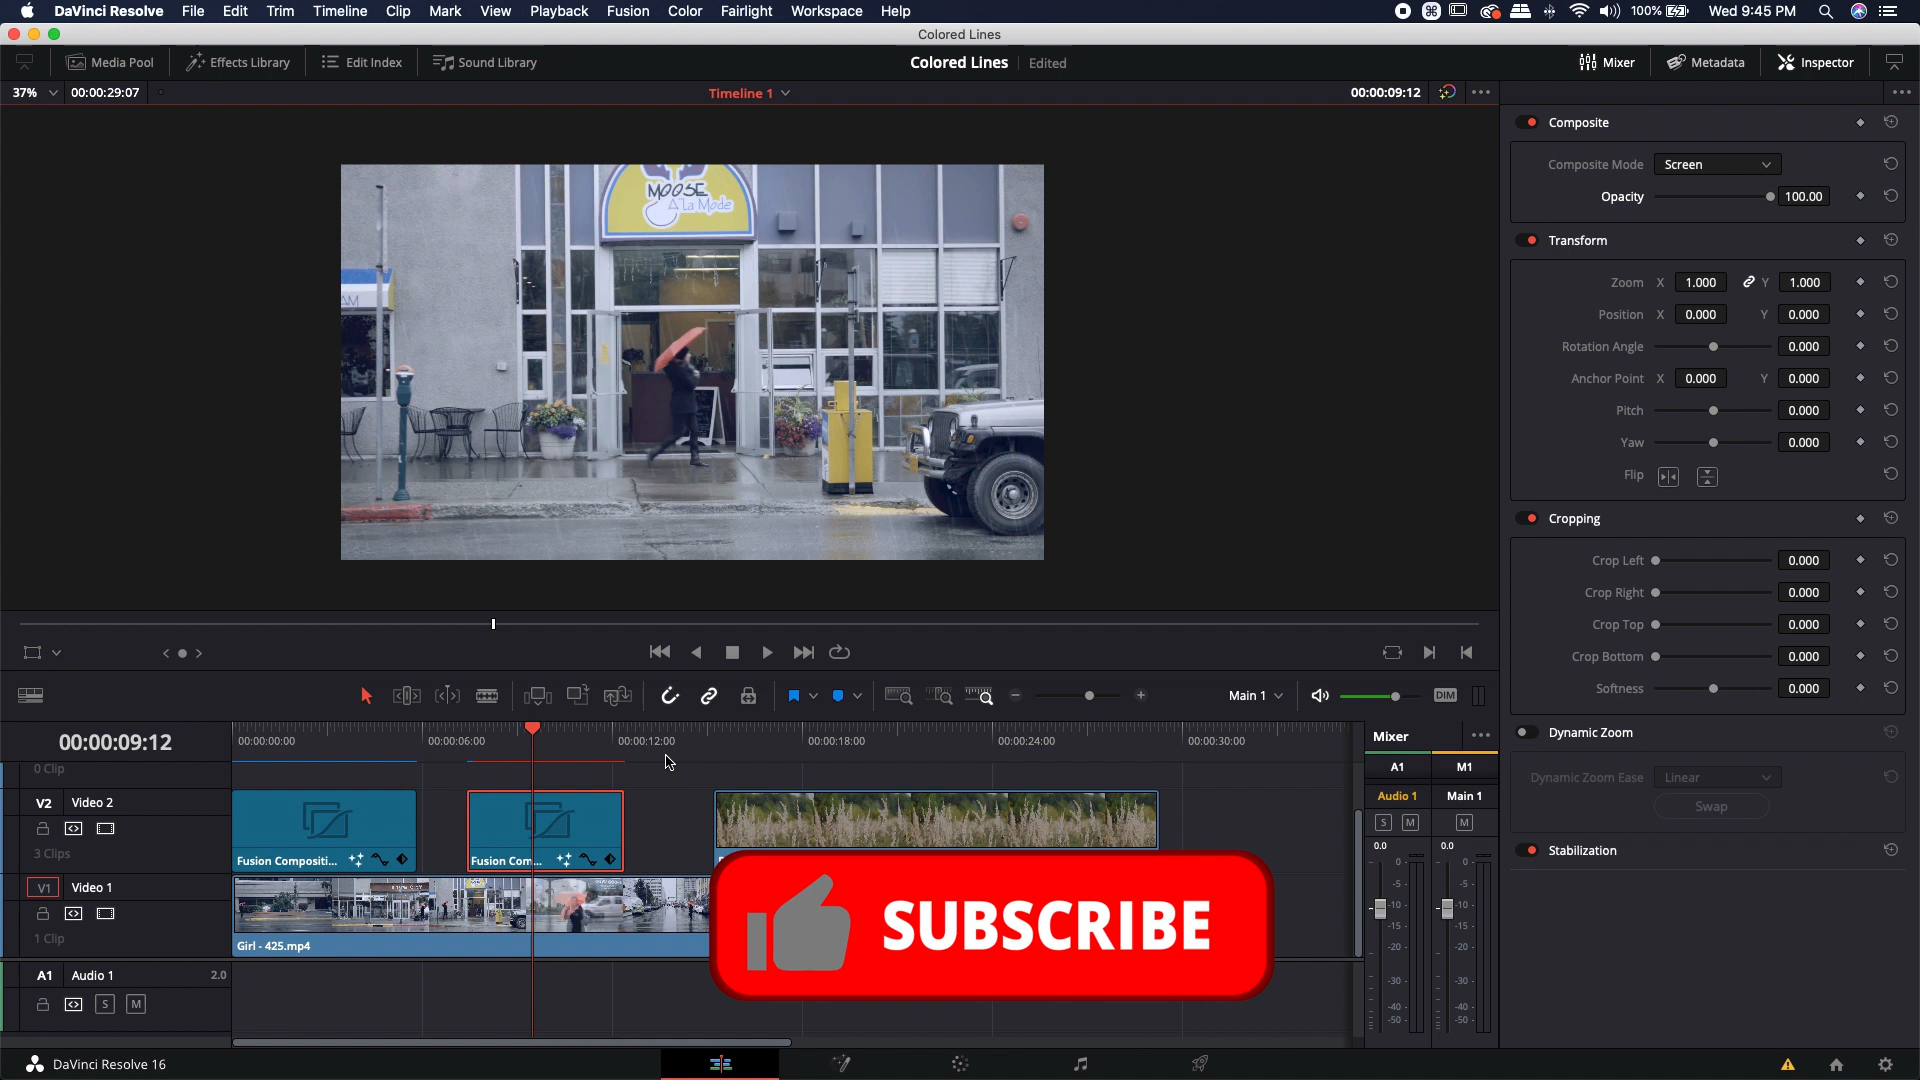 DaVinci Resolve File Edit Trim Timeline Clip Mark View Playback Fusion Color Fairlight Workspace Help 100% Wed 9:45 PM
Colored Lines
Media Pool Effects Library Edit Index Sound Library Colored Lines Edited Mixer Metadata Inspector
37% 00:00:29:07 Timeline 1 00:00:09:12
Composite
Composite Mode Screen
Opacity 100.00
Transform
Zoom X 1.000 Y 1.000
Position X 0.000 Y 0.000
Rotation Angle 0.000
Anchor Point X 0.000 Y 0.000
Pitch 0.000
Yaw 0.000
Flip
Cropping
Crop Left 0.000
Crop Right 0.000
Crop Top 0.000
Crop Bottom 0.000
Softness 0.000
Dynamic Zoom
Dynamic Zoom Ease Linear
Swap
Stabilization
MOOSE
A'La Mode
AM
Main 1 DIM
00:00:09:12
00:00:00:00 00:00:06:00 00:00:12:00 00:00:18:00 00:00:24:00 00:00:30:00
0 Clip
V2 Video 2
3 Clips
Fusion Compositi... Fusion Com...
V1 Video 1
1 Clip
Girl - 425.mp4
A1 Audio 1 2.0
S M
SUBSCRIBE
Mixer
A1 M1
Audio 1 Main 1
S M M
0.0 0.0
0 0
-5 -5
-10 -10
-15 -15
-20 -20
-30 -30
-40 -40
-50 -50
DaVinci Resolve 16